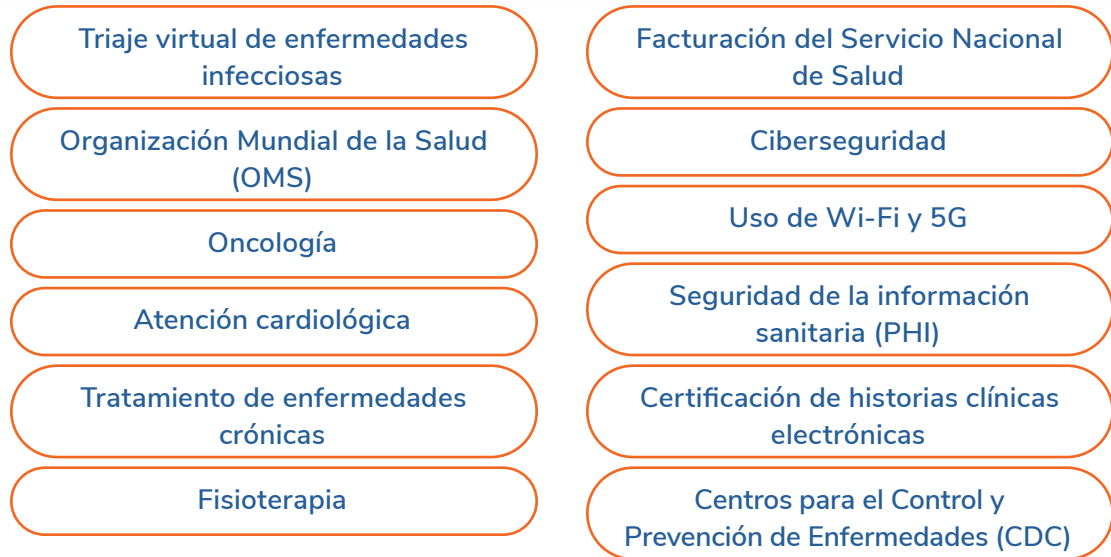 Triaje virtual de enfermedades
infecciosas
Organización Mundial de la Salud
(OMS)
Oncología
Atención cardiológica
Tratamiento de enfermedades
crónicas
Fisioterapia
Facturación del Servicio Nacional
de Salud
Ciberseguridad
Uso de Wi-Fi y 5G
Seguridad de la información
sanitaria (PHI)
Certificación de historias clínicas
electrónicas
Centros para el Control y
Prevención de Enfermedades (CDC)